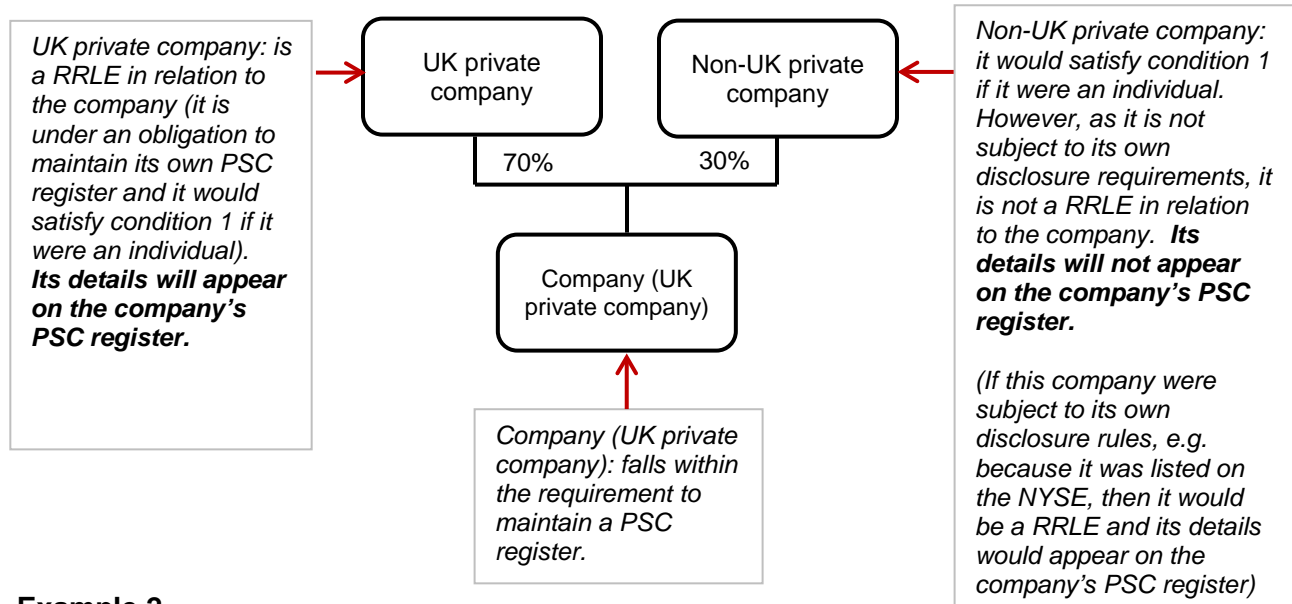 UK private company: is
a RRLE in relation to
the company (it is
under an obligation to
maintain its own PSC
register and it would
satisfy condition 1 if it
were an individual).
Its details will appear
on the company's
PSC register.
UK private
company
Non-UK private
company
70%
30%
Company (UK
private company)
Company (UK private
company): falls within
the requirement to
maintain a PSC
register.
Non-UK private company:
it would satisfy condition 1
if it were an individual.
However, as it is not
subject to its own
disclosure requirements, it
is not a RRLE in relation
to the company. Its
details will not appear
on the company's PSC
register.
(If this company were
subject to its own
disclosure rules, e.g.
because it was listed on
the NYSE, then it would
be a RRLE and its details
would appear on the
company's PSC register)
Example 2